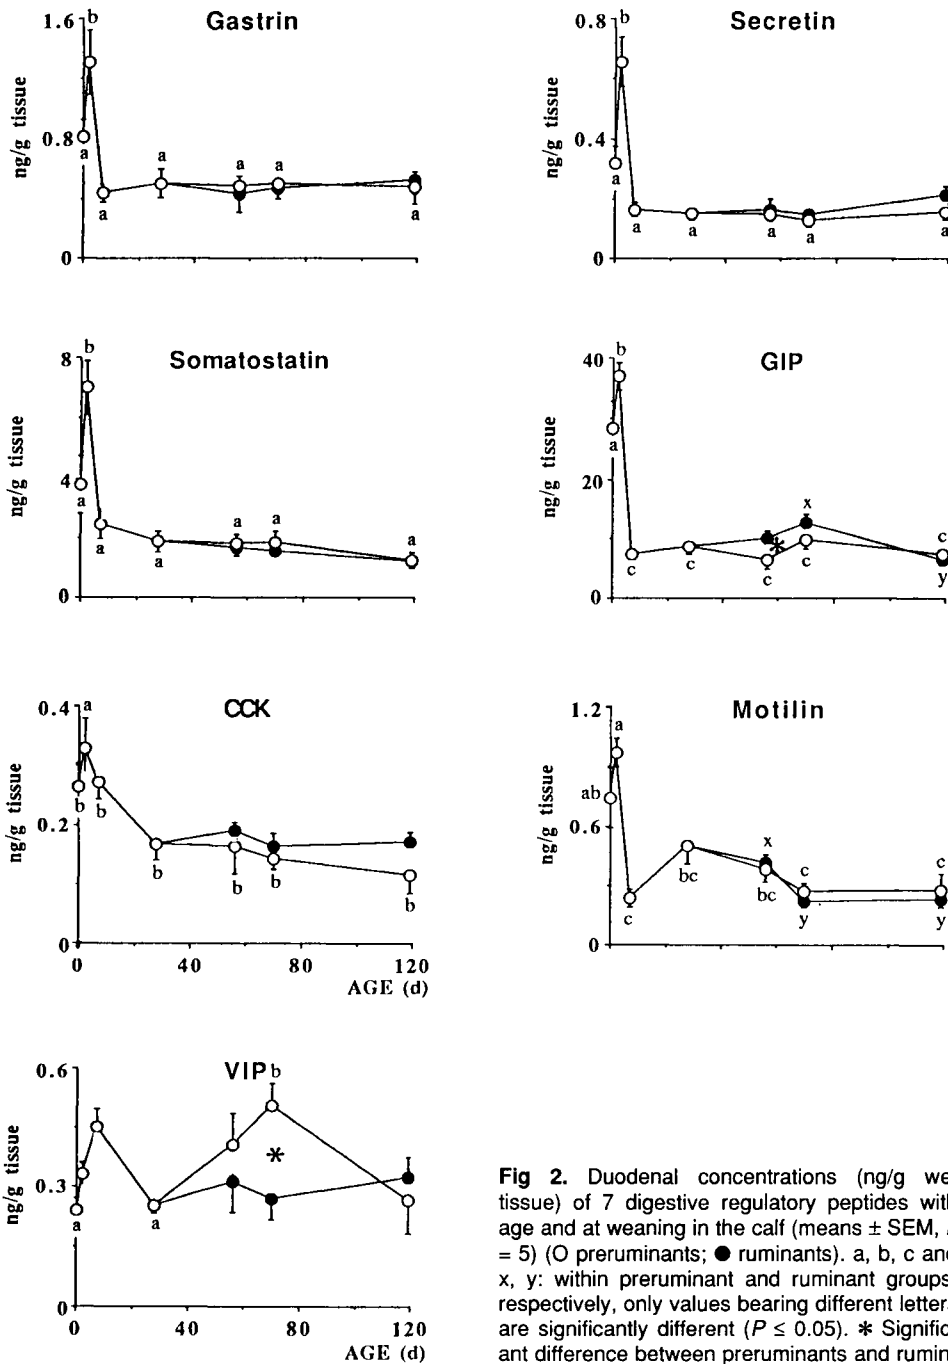 Gastrin
1.6
b
ng/g tissue
0.8
a
a
a
a
a
a
0
Secretin
0.8
b
ng/g tissue
0.4
a
a
a
a
a
a
0
Somatostatin
8
b
ng/g tissue
4
a
a
a
a
a
a
0
GIP
40
b
ng/g tissue
20
a
x
c
c
*
c
c
c
y
0
CCK
0.4
a
ng/g tissue
0.2
b
b
b
b
b
b
0
0 40 80 120
AGE (d)
Motilin
1.2
a
ng/g tissue
ab
0.6
x
c
c
bc
bc
c
y
y
0
VIP
0.6
b
ng/g tissue
*
0.3
a
a
0
0 40 80 120
AGE (d)
Fig 2. Duodenal concentrations (ng/g we
tissue) of 7 digestive regulatory peptides with
age and at weaning in the calf (means ± SEM,
= 5) (O preruminants; ● ruminants). a, b, c and
x, y: within preruminant and ruminant groups
respectively, only values bearing different letter
are significantly different (P ≤ 0.05). * Signific-
ant difference between preruminants and rumin